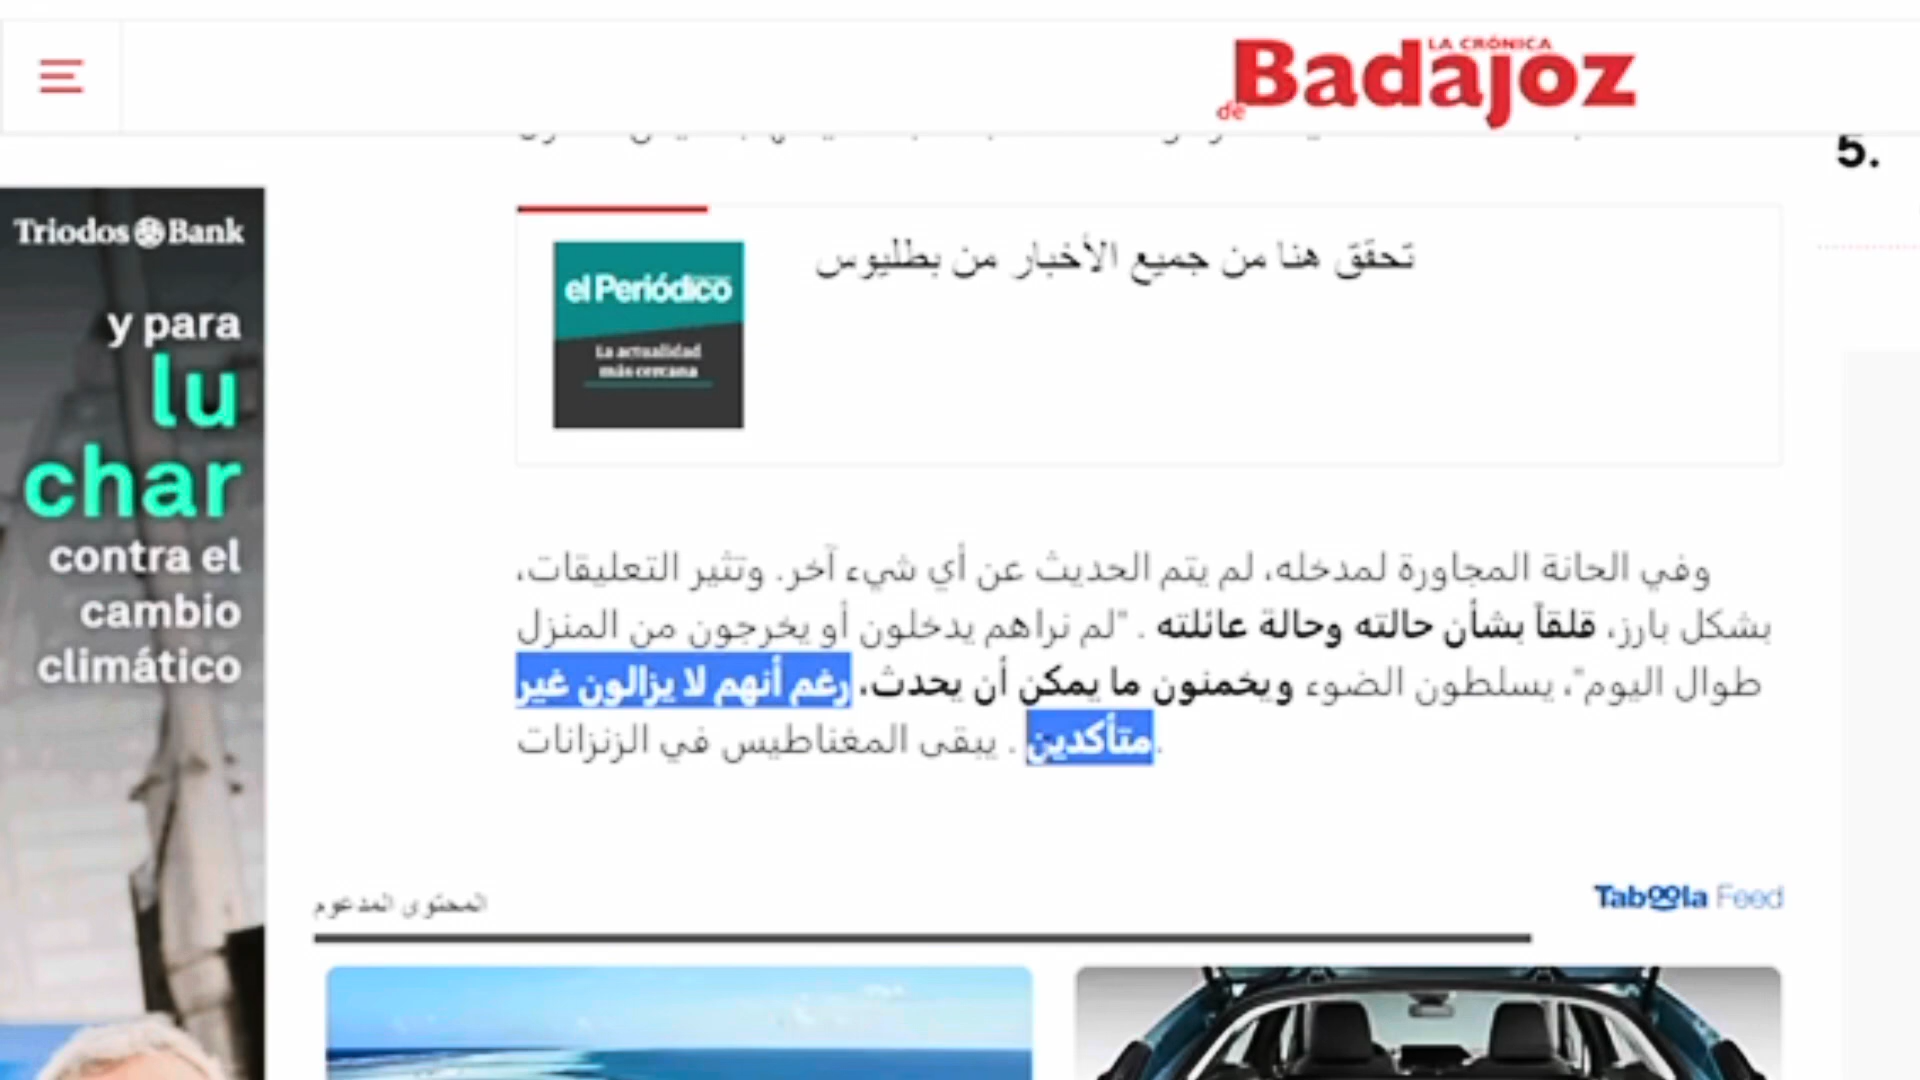 LA CRÓNICA
de Badajoz
5.
Triodos Bank
y para
lu
char
contra el
cambio
climático
el Periódico
La actualidad
más cercana
تحقق هنا من جميع الأخبار من بطليوس
وفي الحانة المجاورة لمدخله، لم يتم الحديث عن أي شيء آخر. وتثير التعليقات،
بشكل بارز، قلقاً بشأن حالته وحالة عائلته . "لم نراهم يدخلون أو يخرجون من المنزل
طوال اليوم"، يسلطون الضوء ويخمنون ما يمكن أن يحدث، رغم أنهم لا يزالون غير
متأكدين . يبقى المغناطيس في الزنزانات.
المحتوى المدعوم
Taboola Feed